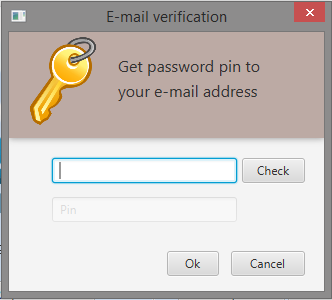 E-mail verification
Get password pin to
your e-mail address
Check
Pin
Ok
Cancel